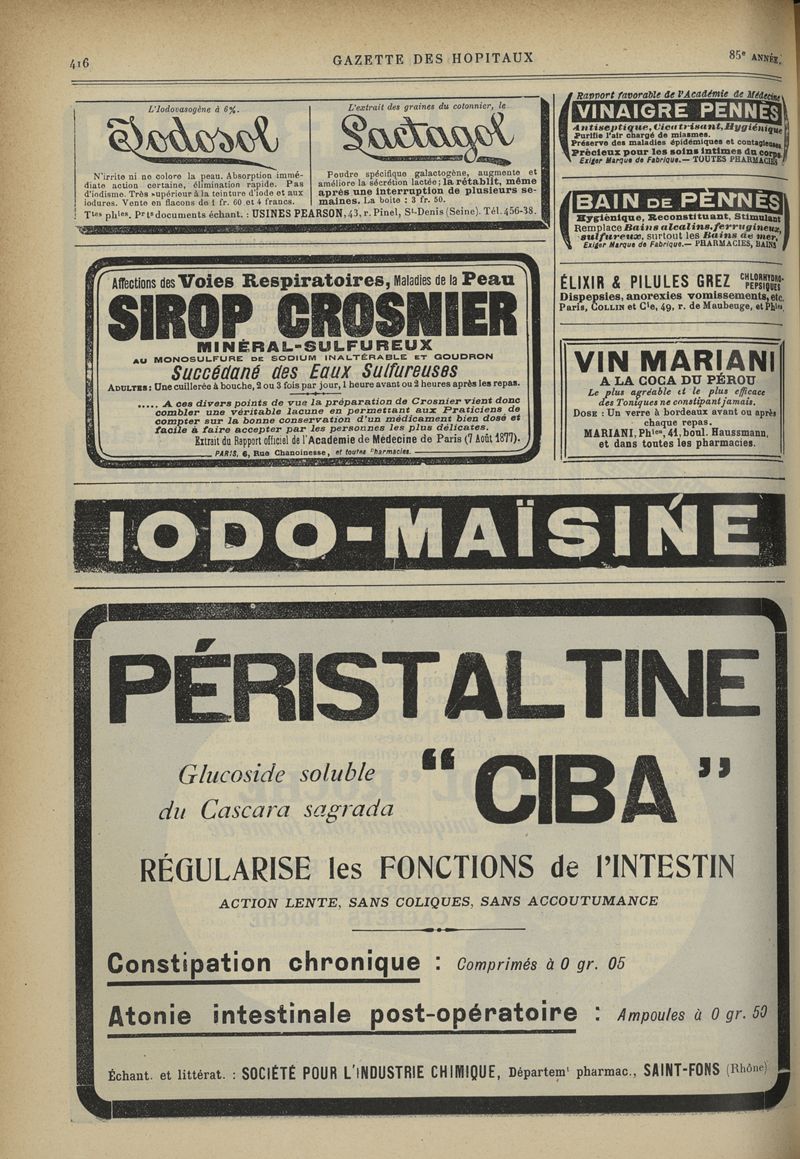 416
GAZETTE DES HOPITAUX
85e ANNÉE.
L'Iodovasogène à 6%.
Iodosol
N'irrite ni ne colore la peau. Absorption immé-
diate action certaine, élimination rapide. Pas
d'iodisme. Très supérieur à la teinture d'iode et aux
iodures. Vente en flacons de 1 fr. 60 et 4 francs.
L'extrait des graines du cotonnier, le
Lactagol
Poudre spécifique galactogène, augmente et
améliore la sécrétion lactée; la rétablit, même
après une interruption de plusieurs se-
maines. La boite : 3 fr. 50.
Ttes phies. Pr ts documents échant. : USINES PEARSON, 43, r. Pinel, St-Denis (Seine). Tél. 456-38.
Rapport favorable de l'Académie de Médecine
VINAIGRE PENNÈS
Antiseptique, Cicatrisant, Hygiénique
Purifie l'air chargé de miasmes.
Préserve des maladies épidémiques et contagieuses
Précieux pour les soins intimes du corps
Exiger Marque de Fabrique. — TOUTES PHARMACIES
BAIN DE PENNÈS
Hygiénique, Reconstituant, Stimulant
Remplace Bains alcalins, ferrugineux,
sulfureux, surtout les Bains de mer.
Exiger Marque de Fabrique. — PHARMACIES, BAINS
ÉLIXIR & PILULES GREZ CHLORHYDRO-PEPSIQUES
Dispepsies, anorexies vomissements, etc.
Paris, COLLIN et Cie, 49, r. de Maubeuge, et Phies
Affections des Voies Respiratoires, Maladies de la Peau
SIROP CROSNIER
MINÉRAL-SULFUREUX
AU MONOSULFURE DE SODIUM INALTÉRABLE ET GOUDRON
Succédané des Eaux Sulfureuses
ADULTES: Une cuillerée à bouche, 2 ou 3 fois par jour, 1 heure avant ou 2 heures après les repas.
..... A ces divers points de vue la préparation de Crosnier vient donc
combler une véritable lacune en permettant aux Praticiens de
compter sur la bonne conservation d'un médicament bien dosé et
facile à faire accepter par les personnes les plus délicates.
Extrait du Rapport officiel de l'Académie de Médecine de Paris (7 Août 1877).
PARIS, 6, Rue Chanoinesse, et toutes Pharmacies.
VIN MARIANI
A LA COCA DU PÉROU
Le plus agréable et le plus efficace
des Toniques ne constipant jamais.
DOSE : Un verre à bordeaux avant ou après
chaque repas.
MARIANI, Phien, 41, boul. Haussmann,
et dans toutes les pharmacies.
IODO-MAÏSINE
PÉRISTALTINE
Glucoside soluble
du Cascara sagrada
“ CIBA ”
RÉGULARISE les FONCTIONS de l'INTESTIN
ACTION LENTE, SANS COLIQUES, SANS ACCOUTUMANCE
Constipation chronique : Comprimés à 0 gr. 05
Atonie intestinale post-opératoire : Ampoules à 0 gr. 50
Échant. et littérat. : SOCIÉTÉ POUR L'INDUSTRIE CHIMIQUE, Départemt pharmac., SAINT-FONS (Rhône)